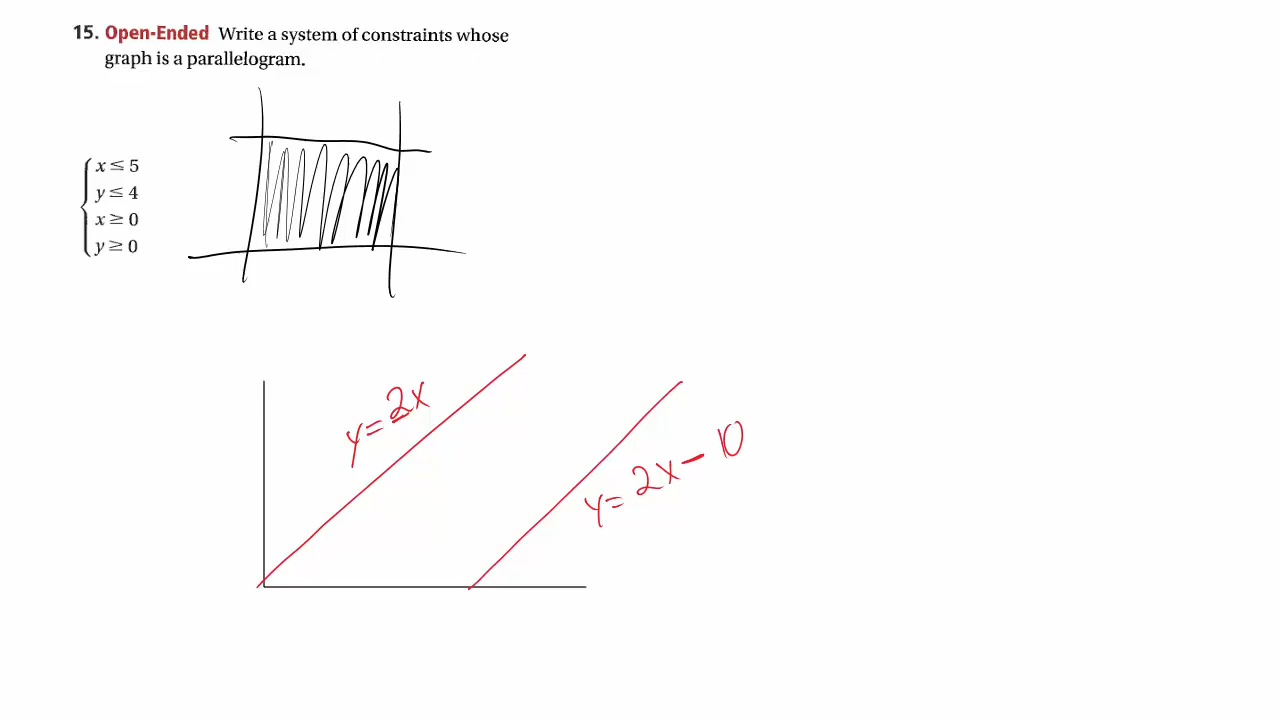 15. Open-Ended Write a system of constraints whose
graph is a parallelogram.
x ≤ 5
y ≤ 4
x ≥ 0
y ≥ 0
y = 2x
y = 2x - 10